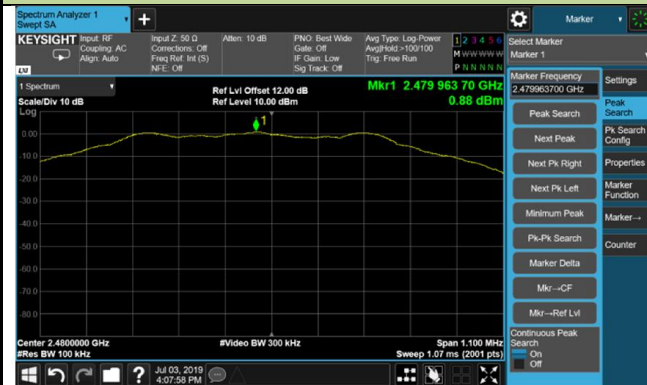 Spectrum Analyzer 1
Swept SA
+
Marker
KEYSIGHT
Input: RF
Coupling: AC
Align: Auto
Input Z: 50 Ω
Corrections: Off
Freq Ref: Int (S)
NFE: Off
Atten: 10 dB
PNO: Best Wide
Gate: Off
IF Gain: Low
Sig Track: Off
Avg Type: Log-Power
Avg|Hold:>100/100
Trig: Free Run
1 2 3 4 5 6
M W W W W W
P N N N N N
LXI
Select Marker
Marker 1
1 Spectrum
Scale/Div 10 dB
Log
Ref Lvl Offset 12.00 dB
Ref Level 10.00 dBm
Mkr1 2.479 963 70 GHz
0.88 dBm
1
0.00
-10.0
-20.0
-30.0
-40.0
-50.0
-60.0
-70.0
-80.0
Center 2.4800000 GHz
#Res BW 100 kHz
#Video BW 300 kHz
Span 1.100 MHz
Sweep 1.07 ms (2001 pts)
Marker Frequency
2.479963700 GHz
Peak Search
Next Peak
Next Pk Right
Next Pk Left
Minimum Peak
Pk-Pk Search
Marker Delta
Mkr→CF
Mkr→Ref Lvl
Continuous Peak
Search
On
Off
Settings
Peak
Search
Pk Search
Config
Properties
Marker
Function
Marker→
Counter
?
Jul 03, 2019
4:07:58 PM